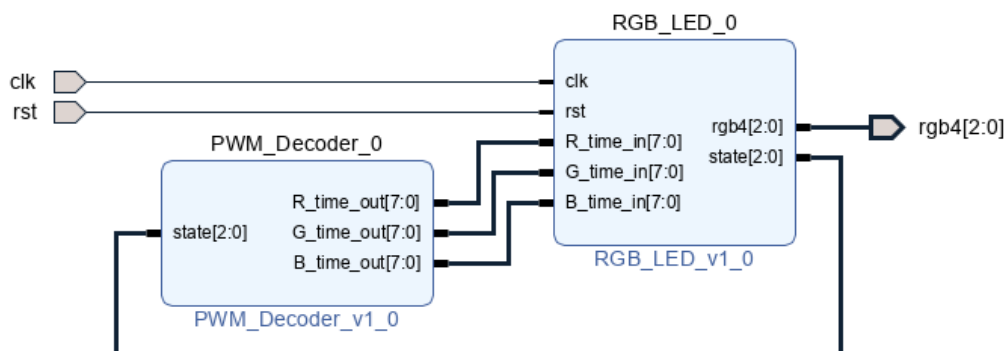 RGB_LED_0
clk
rst
clk
rst
R_time_in[7:0]
G_time_in[7:0]
B_time_in[7:0]
rgb4[2:0]
state[2:0]
rgb4[2:0]
RGB_LED_v1_0
PWM_Decoder_0
state[2:0]
R_time_out[7:0]
G_time_out[7:0]
B_time_out[7:0]
PWM_Decoder_v1_0